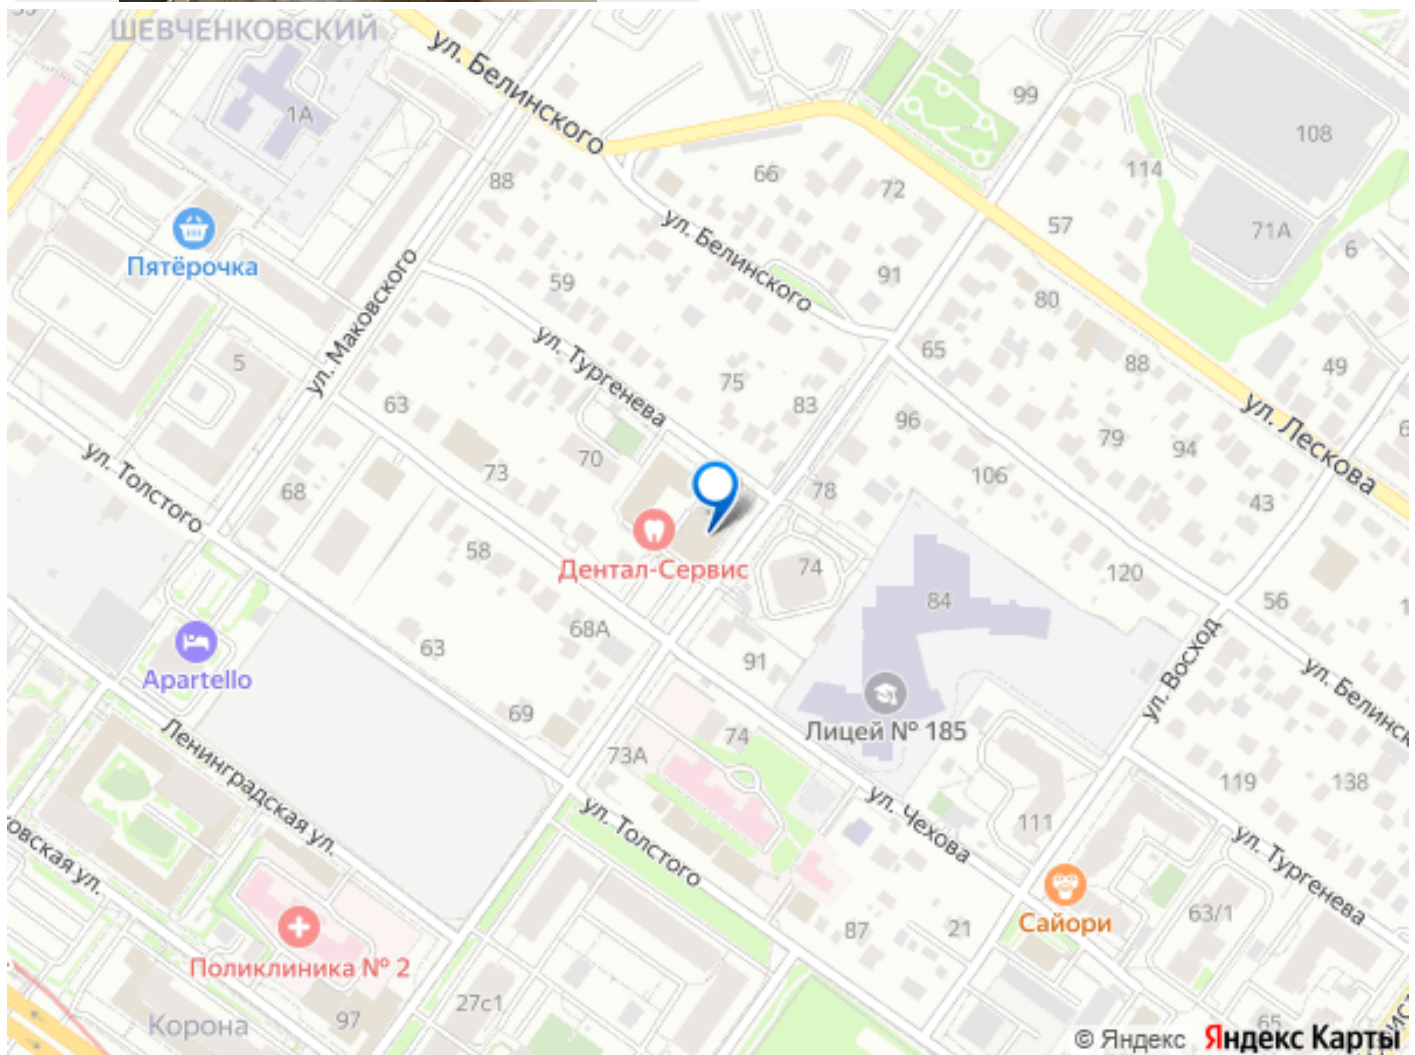 ШЕВЧЕНКОВСКИЙ
ул. Белинского
99
1А
108
66
114
88
72
57
ул. Белинского
71А
6
Пятёрочка
91
59
80
ул. Маковского
ул. Тургенева
65
5
88
49
75
63
83
ул. Лескова
96
79
94
ул. Толстого
70
73
106
68
78
43
58
Дентал-Сервис
74
120
84
56
68А
63
91
ул. Восход
ул. Белинск
Apartello
69
Лицей № 185
74
Ленинградская ул.
73А
119
138
ул. Толстого
ул. Чехова
111
овская ул.
ул. Тургенева
63/1
Сайори
87
21
Поликлиника № 2
27с1
Корона
97
65
© Яндекс Яндекс Карты